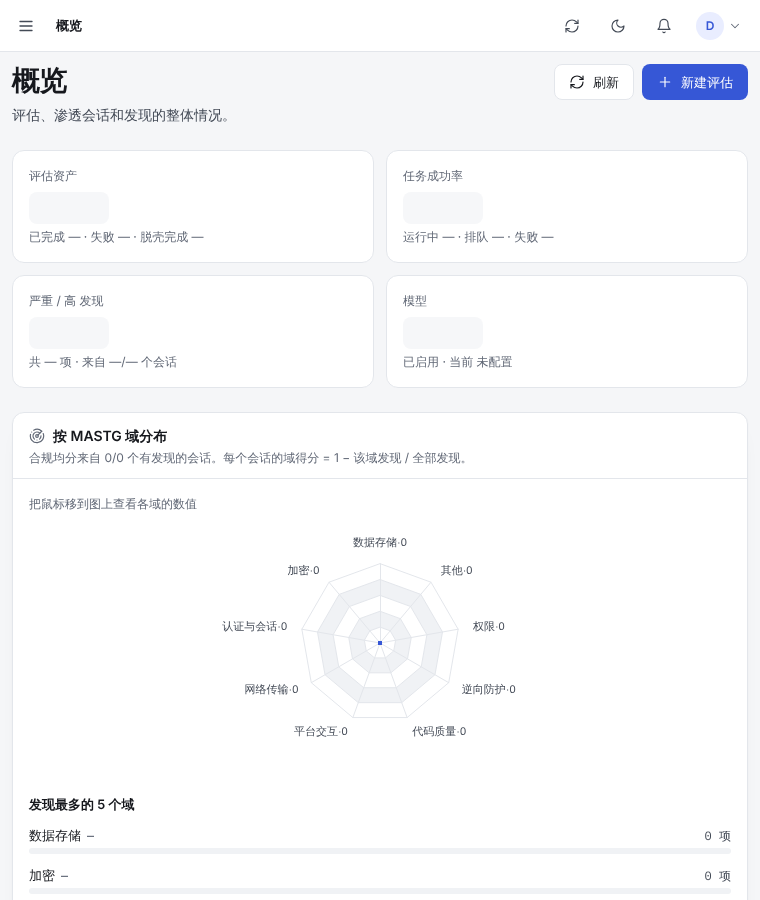 概览
D
概览
刷新
新建评估
评估、渗透会话和发现的整体情况。
评估资产
已完成 — · 失败 — · 脱壳完成 —
任务成功率
运行中 — · 排队 — · 失败 —
严重 / 高 发现
共 — 项 · 来自 —/— 个会话
模型
已启用 · 当前 未配置
按 MASTG 域分布
合规均分来自 0/0 个有发现的会话。每个会话的域得分 = 1 − 该域发现 / 全部发现。
把鼠标移到图上查看各域的数值
数据存储·0
加密·0
其他·0
认证与会话·0
权限·0
网络传输·0
逆向防护·0
平台交互·0
代码质量·0
发现最多的 5 个域
数据存储 — 0 项
加密 — 0 项